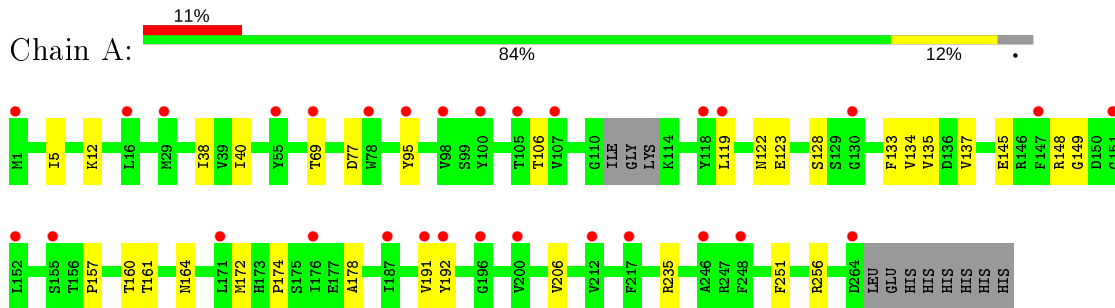 11%
Chain A:
84% 12% •
M1 I5 K12 L16 M29 I38 V39 I40 Y55 T69 D77 W78 Y95 V98 S99 Y100 T105 T106 V107 G110 ILE GLY LYS K114 Y118 L119 N122 E123 S128 S129 G130 F133 V134 V135 D136 V137 E145 R146 F147 R148 G149 D150 G151
L152 S155 T156 P157 T160 T161 N164 L171 M172 H173 P174 S175 I176 E177 A178 I187 V191 Y192 G196 V200 V206 V212 F217 R235 A246 R247 F248 F251 R256 D264 LEU GLU HIS HIS HIS HIS HIS HIS